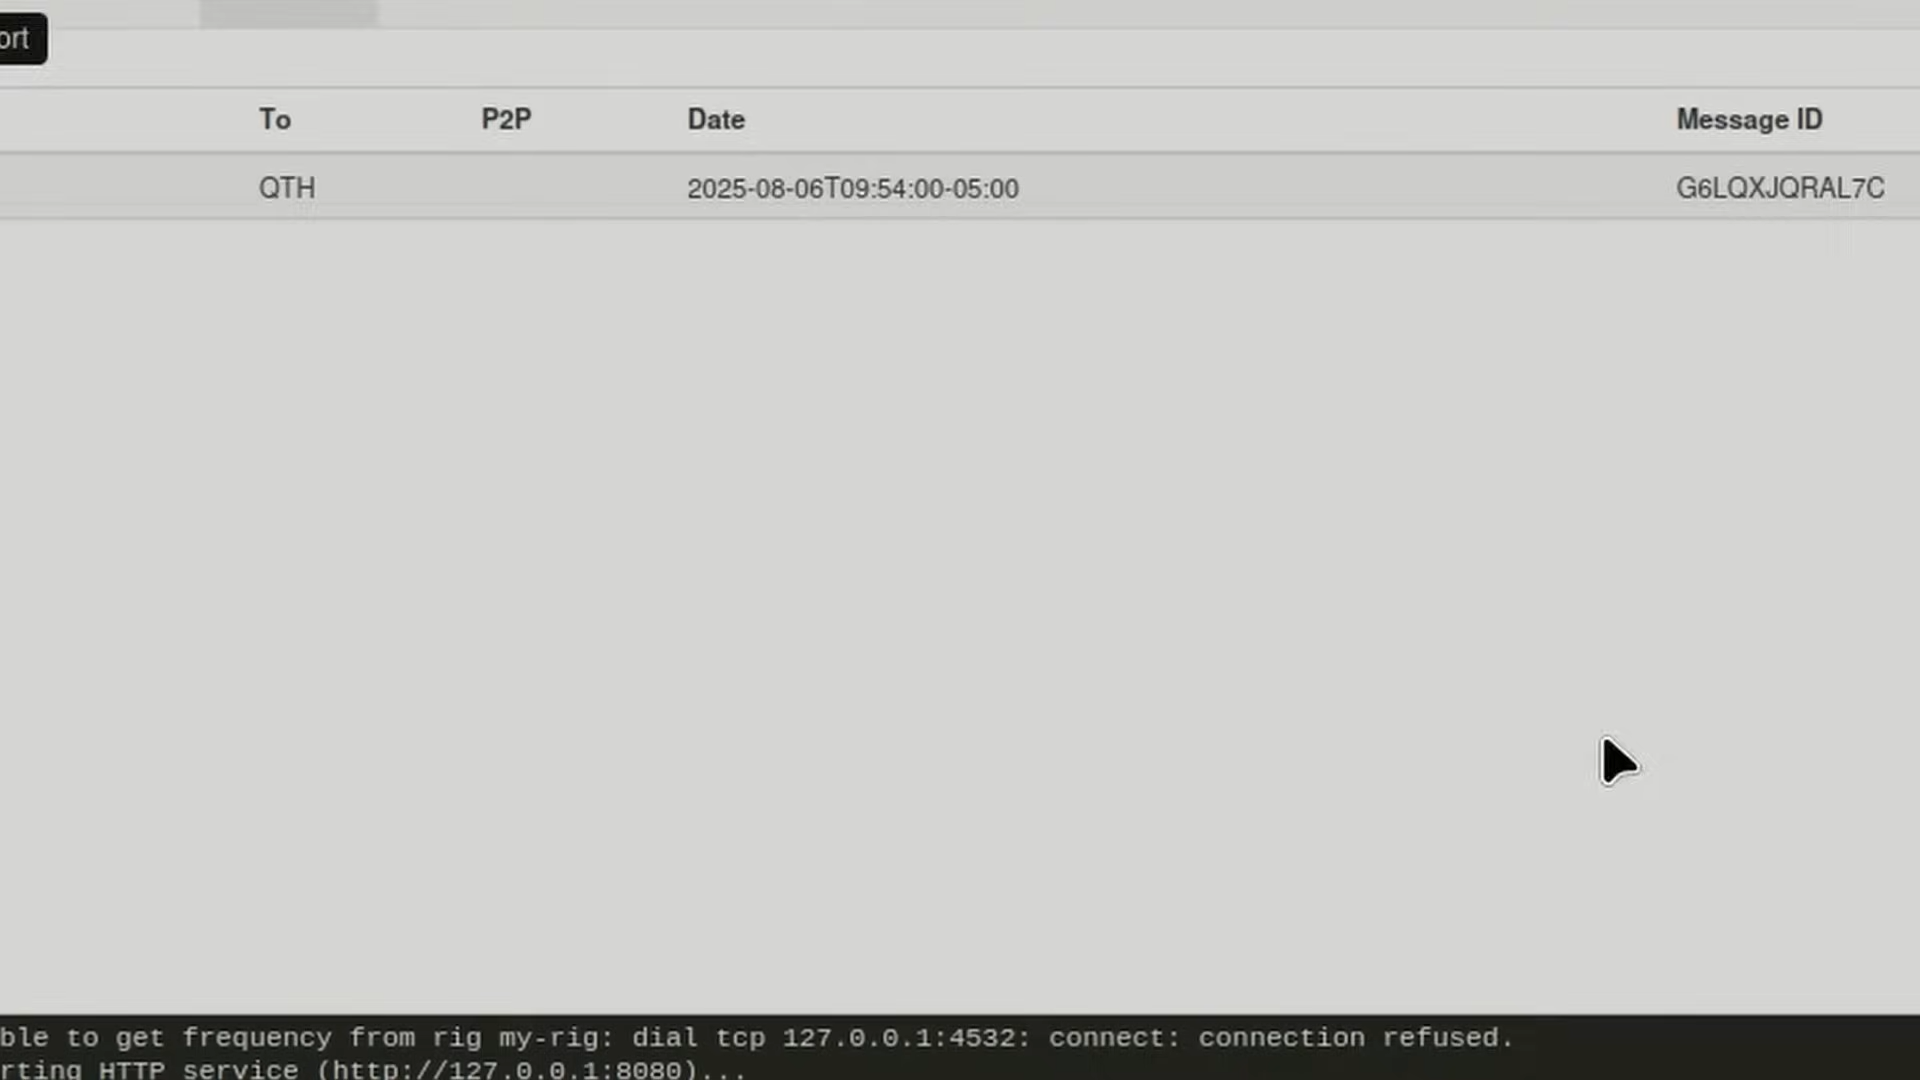 ort
To P2P Date Message ID
QTH 2025-08-06T09:54:00-05:00 G6LQXJQRAL7C
ble to get frequency from rig my-rig: dial tcp 127.0.0.1:4532: connect: connection refused.
rting HTTP service (http://127.0.0.1:8080)...